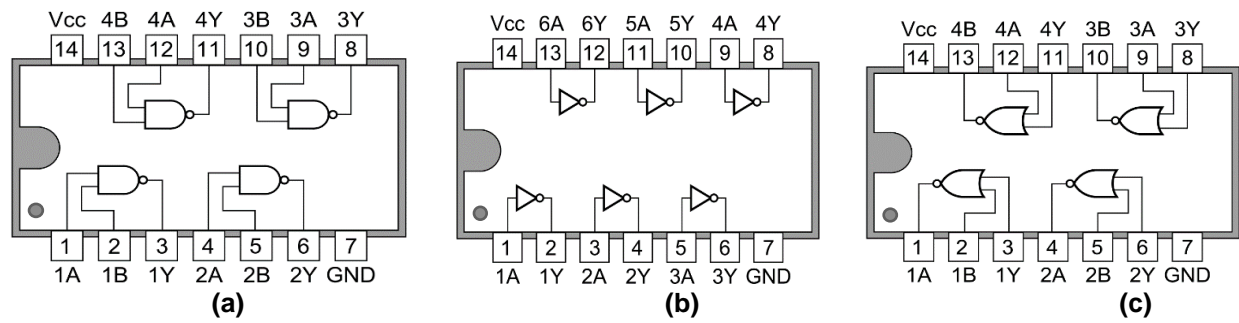 Vcc 4B 4A 4Y 3B 3A 3Y
14 13 12 11 10 9 8
1 2 3 4 5 6 7
1A 1B 1Y 2A 2B 2Y GND
(a)
Vcc 6A 6Y 5A 5Y 4A 4Y
14 13 12 11 10 9 8
1 2 3 4 5 6 7
1A 1Y 2A 2Y 3A 3Y GND
(b)
Vcc 4B 4A 4Y 3B 3A 3Y
14 13 12 11 10 9 8
1 2 3 4 5 6 7
1A 1B 1Y 2A 2B 2Y GND
(c)